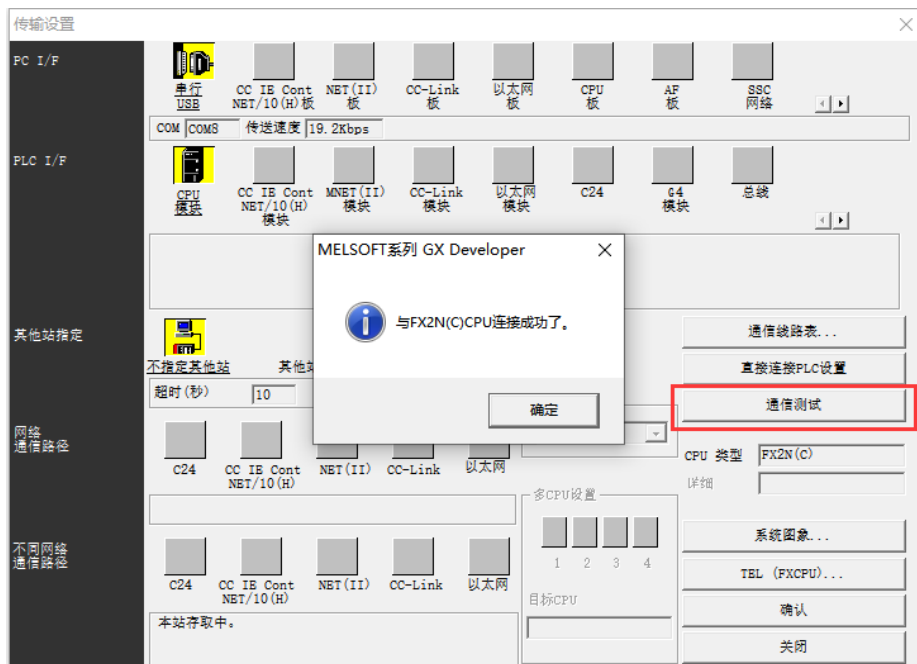 传输设置
PC I/F
串行
USB
CC IE Cont
NET/10(H)板
NET(II)
板
CC-Link
板
以太网
板
CPU
板
AF
板
SSC
网络
COM COM8 传送速度 19.2Kbps
PLC I/F
CPU
模块
CC IE Cont
NET/10(H)
模块
MNET(II)
模块
CC-Link
模块
以太网
模块
C24
G4
模块
总线
MELSOFT系列 GX Developer
与FX2N(C)CPU连接成功了。
确定
其他站指定
不指定其他站
其他
超时(秒) 10
通信线路表...
直接连接PLC设置
通信测试
CPU 类型 FX2N(C)
详细
网络
通信路径
C24
CC IE Cont
NET/10(H)
NET(II)
CC-Link
以太网
多CPU设置
1 2 3 4
目标CPU
系统图象...
TEL (FXCPU)...
确认
关闭
不同网络
通信路径
C24
CC IE Cont
NET/10(H)
NET(II)
CC-Link
以太网
本站存取中。